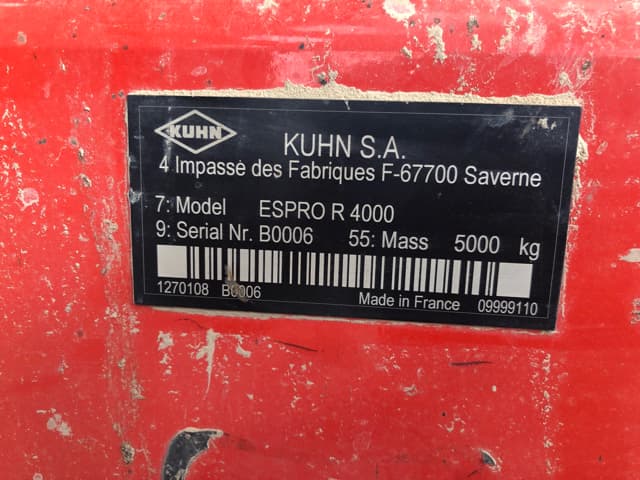 KUHN
KUHN S.A.
4 Impasse des Fabriques F-67700 Saverne
7: Model ESPRO R 4000
9: Serial Nr. B0006 55: Mass 5000 kg
1270108 B0006 Made in France 09999110